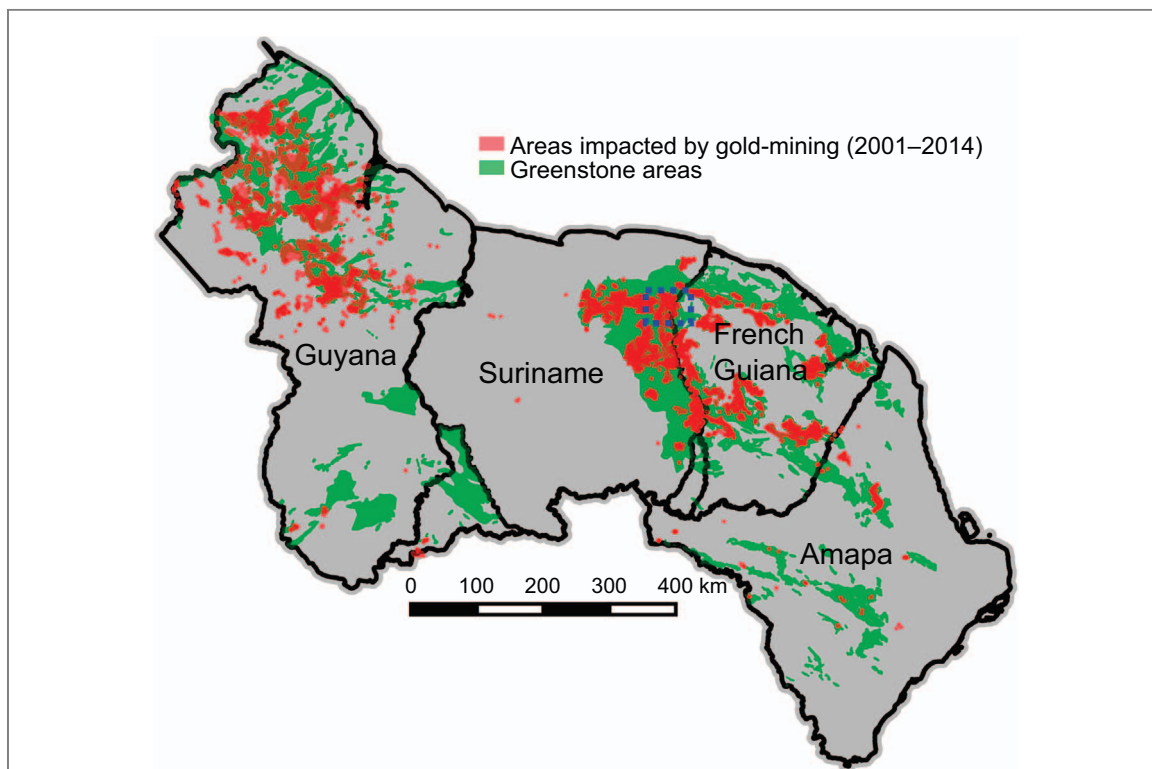 Areas impacted by gold-mining (2001–2014)
Greenstone areas
French
Guiana
Guyana
Suriname
Amapa
0 100 200 300 400 km